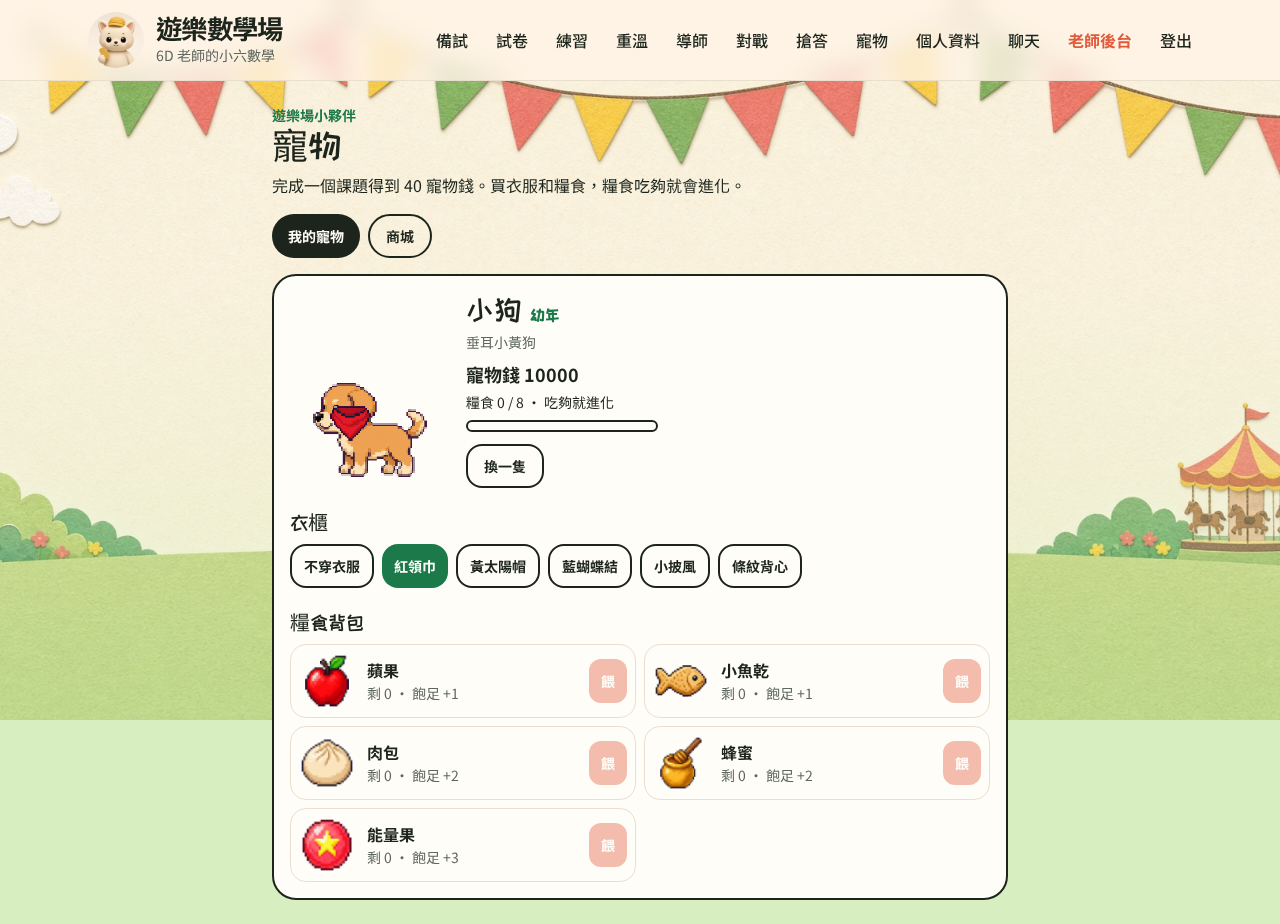 遊樂數學場
6D 老師的小六數學
備試 試卷 練習 重溫 導師 對戰 搶答 寵物 個人資料 聊天 老師後台 登出
遊樂場小夥伴
寵物
完成一個課題得到 40 寵物錢。買衣服和糧食，糧食吃夠就會進化。
我的寵物 商城
小狗 幼年
垂耳小黃狗
寵物錢 10000
糧食 0 / 8 · 吃夠就進化
換一隻
衣櫃
不穿衣服 紅領巾 黃太陽帽 藍蝴蝶結 小披風 條紋背心
糧食背包
蘋果
剩 0 · 飽足 +1
餵
小魚乾
剩 0 · 飽足 +1
餵
肉包
剩 0 · 飽足 +2
餵
蜂蜜
剩 0 · 飽足 +2
餵
能量果
剩 0 · 飽足 +3
餵